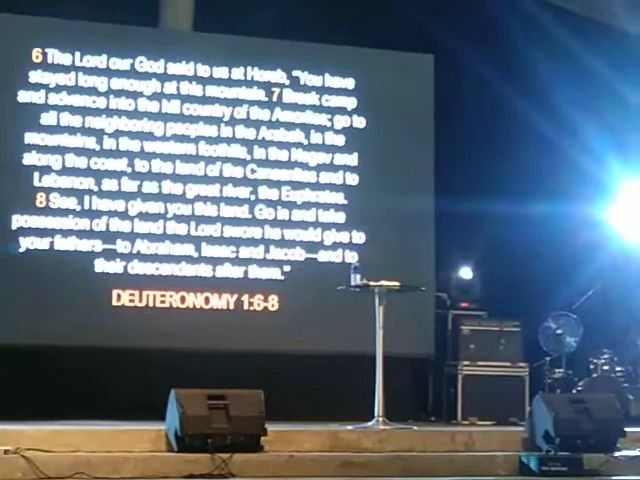 6 The Lord our God said to us at Horeb, "You have
stayed long enough at this mountain. 7 Break camp
and advance into the hill country of the Amorites; go to
all the neighboring peoples in the Arabah, in the
mountains, in the western foothills, in the Negev and
along the coast, to the land of the Canaanites and to
Lebanon, as far as the great river, the Euphrates.
8 See, I have given you this land. Go in and take
possession of the land the Lord swore he would give to
your fathers—to Abraham, Isaac and Jacob—and to
their descendants after them."
DEUTERONOMY 1:6-8